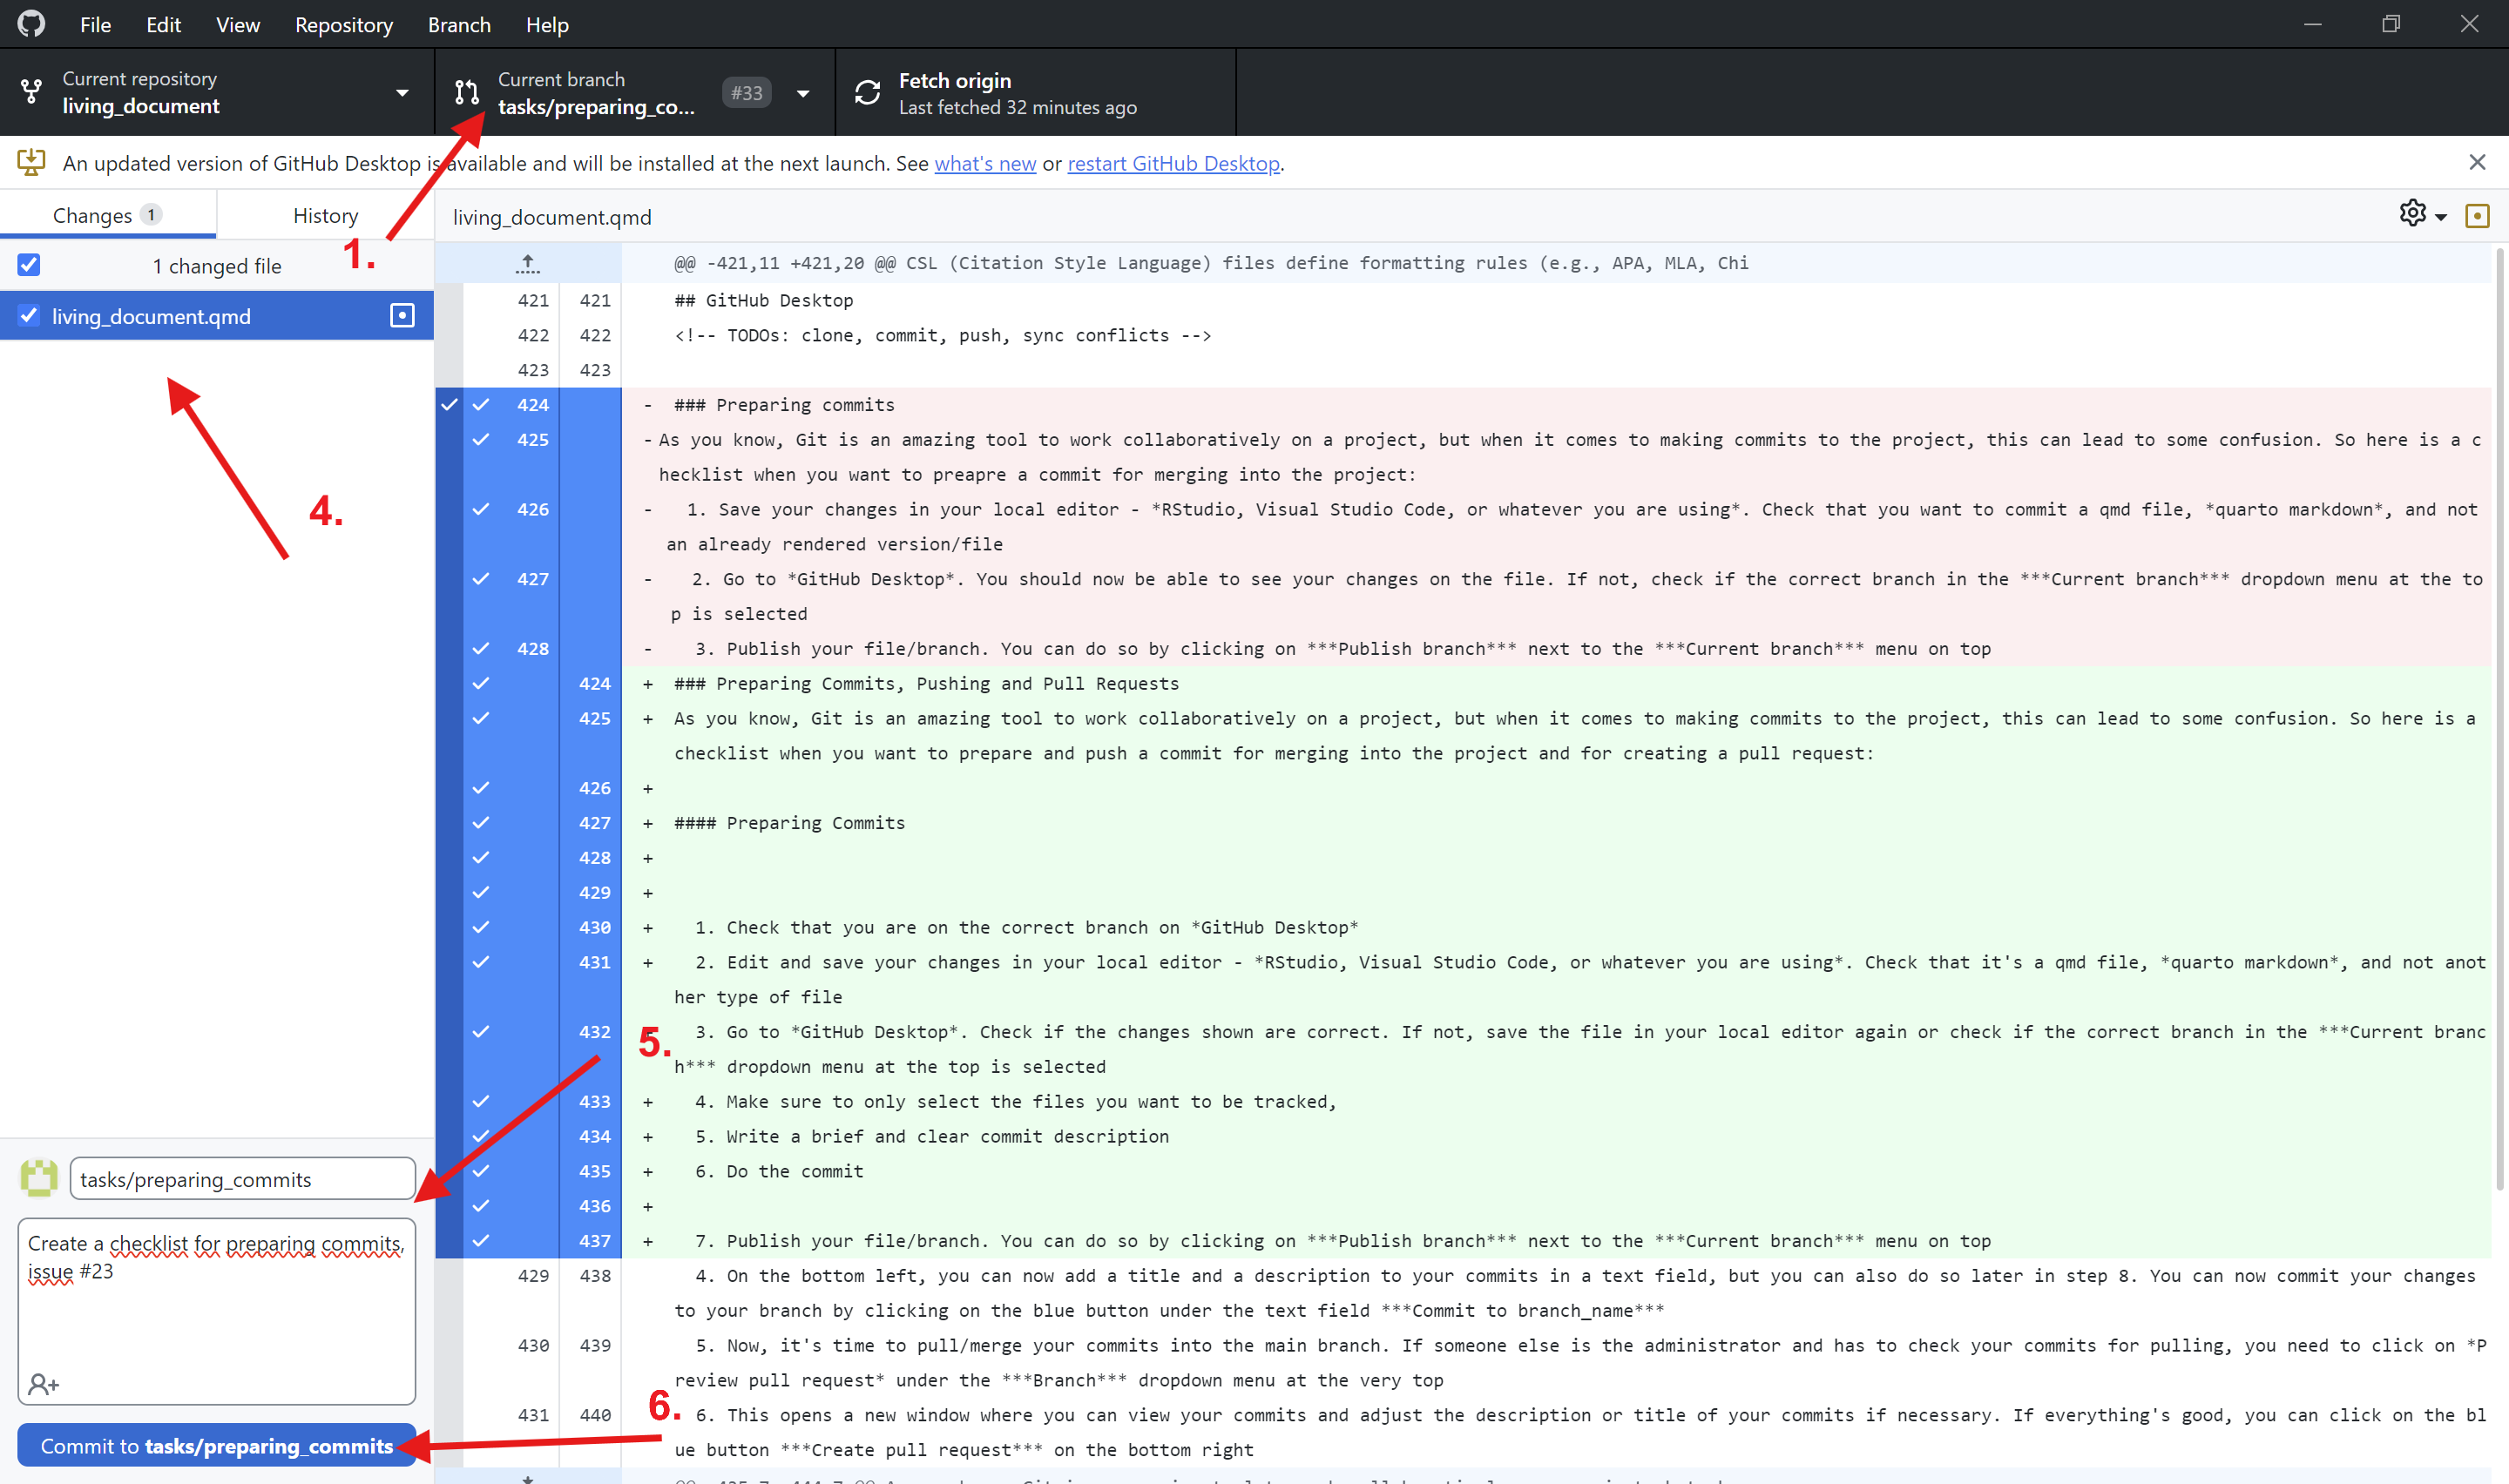 File Edit View Repository Branch Help
Current repository
living_document
Current branch
tasks/preparing_co...
#33
Fetch origin
Last fetched 32 minutes ago
An updated version of GitHub Desktop is available and will be installed at the next launch. See what's new or restart GitHub Desktop.
Changes 1
History
1 changed file
living_document.qmd
1.
4.
living_document.qmd
@@ -421,11 +421,20 @@ CSL (Citation Style Language) files define formatting rules (e.g., APA, MLA, Chi
421 421 ## GitHub Desktop
422 422 <!-- TODOs: clone, commit, push, sync conflicts -->
423 423
424 - ### Preparing commits
425 - As you know, Git is an amazing tool to work collaboratively on a project, but when it comes to making commits to the project, this can lead to some confusion. So here is a c
hecklist when you want to preapre a commit for merging into the project:
426 - 1. Save your changes in your local editor - *RStudio, Visual Studio Code, or whatever you are using*. Check that you want to commit a qmd file, *quarto markdown*, and not
an already rendered version/file
427 - 2. Go to *GitHub Desktop*. You should now be able to see your changes on the file. If not, check if the correct branch in the ***Current branch*** dropdown menu at the to
p is selected
428 - 3. Publish your file/branch. You can do so by clicking on ***Publish branch*** next to the ***Current branch*** menu on top
424 + ### Preparing Commits, Pushing and Pull Requests
425 + As you know, Git is an amazing tool to work collaboratively on a project, but when it comes to making commits to the project, this can lead to some confusion. So here is a
checklist when you want to prepare and push a commit for merging into the project and for creating a pull request:
426 +
427 + #### Preparing Commits
428 +
429 +
430 + 1. Check that you are on the correct branch on *GitHub Desktop*
431 + 2. Edit and save your changes in your local editor - *RStudio, Visual Studio Code, or whatever you are using*. Check that it's a qmd file, *quarto markdown*, and not anot
her type of file
432 3. Go to *GitHub Desktop*. Check if the changes shown are correct. If not, save the file in your local editor again or check if the correct branch in the ***Current branc
h*** dropdown menu at the top is selected
5.
433 + 4. Make sure to only select the files you want to be tracked,
434 + 5. Write a brief and clear commit description
435 + 6. Do the commit
436 +
437 + 7. Publish your file/branch. You can do so by clicking on ***Publish branch*** next to the ***Current branch*** menu on top
429 438 4. On the bottom left, you can now add a title and a description to your commits in a text field, but you can also do so later in step 8. You can now commit your changes
to your branch by clicking on the blue button under the text field ***Commit to branch_name***
430 439 5. Now, it's time to pull/merge your commits into the main branch. If someone else is the administrator and has to check your commits for pulling, you need to click on *P
review pull request* under the ***Branch*** dropdown menu at the very top
431 440 6. This opens a new window where you can view your commits and adjust the description or title of your commits if necessary. If everything's good, you can click on the bl
ue button ***Create pull request*** on the bottom right
6.
tasks/preparing_commits
Create a checklist for preparing commits,
issue #23
Commit to tasks/preparing_commits